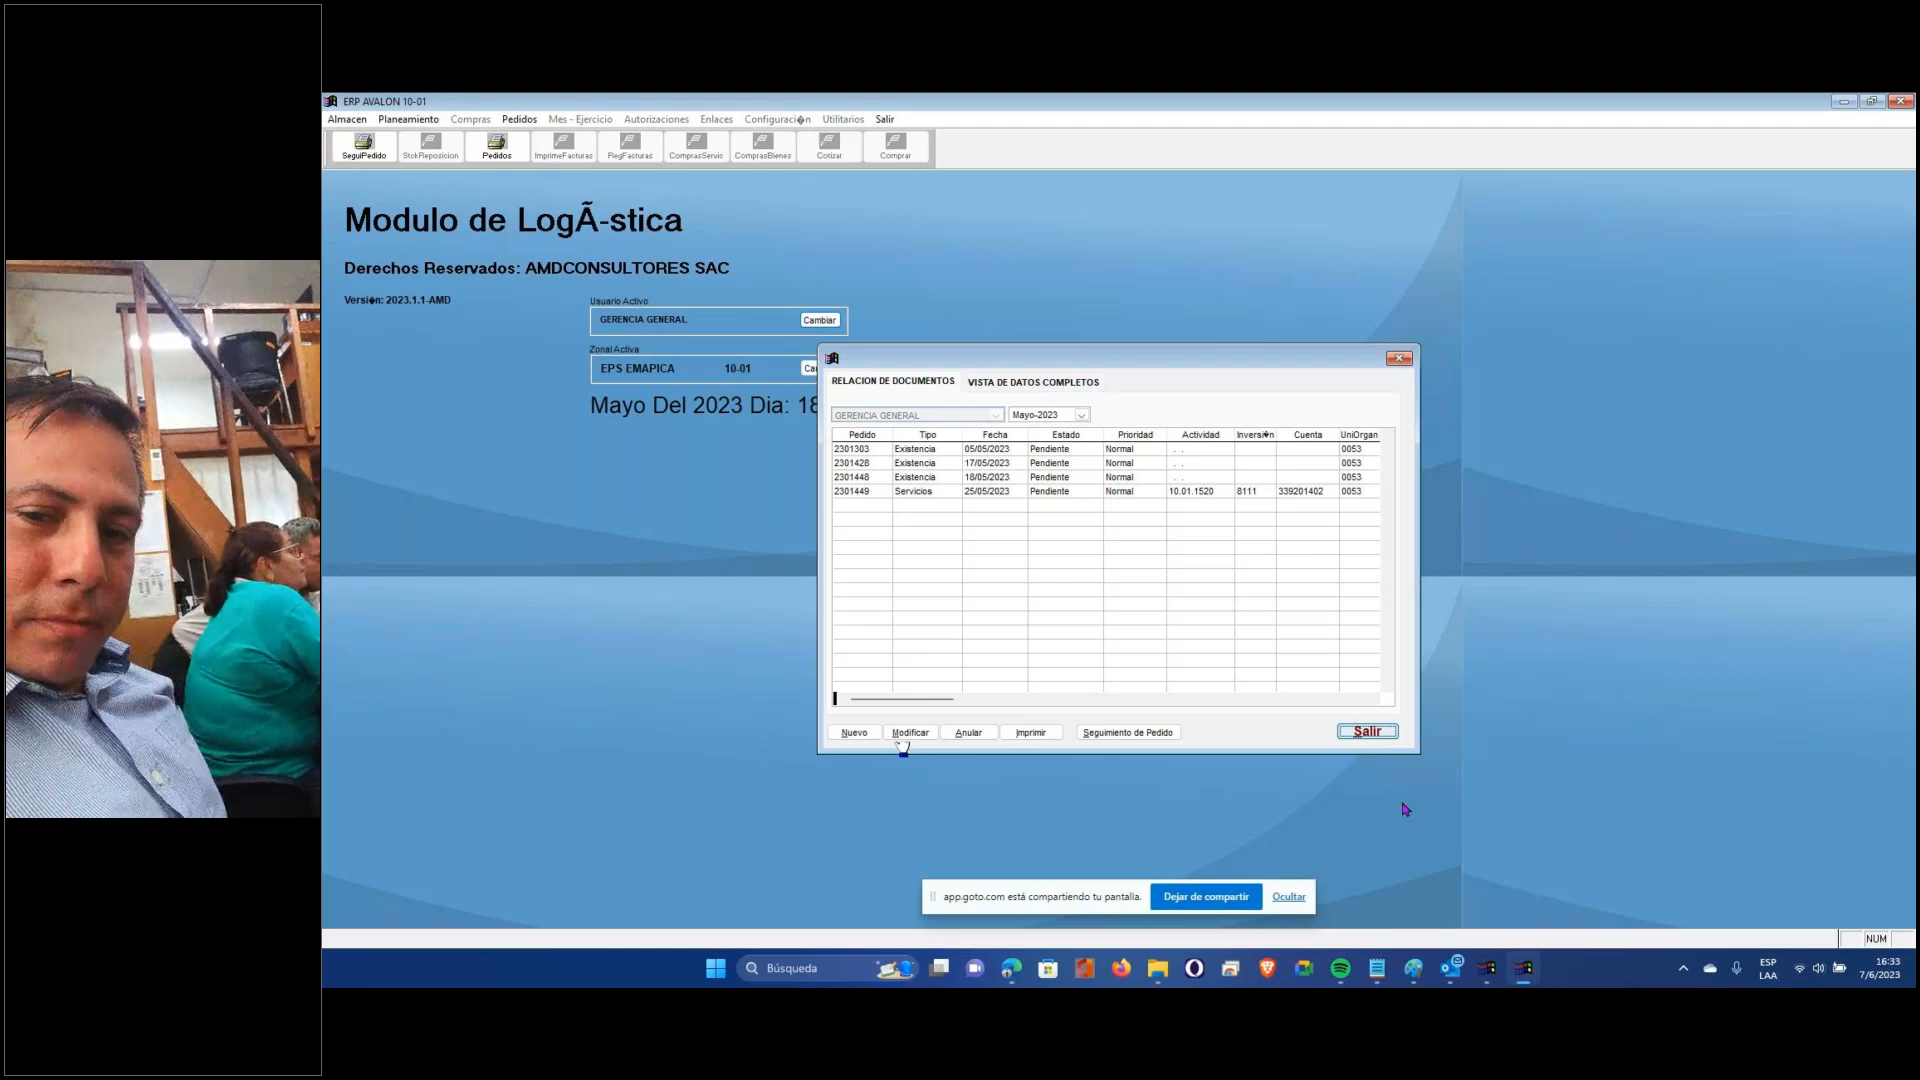 ERP AVALON 10-01
Almacen Planeamiento Compras Pedidos Mes - Ejercicio Autorizaciones Enlaces Configuraci�n Utilitarios Salir
SeguiPedido StckReposicion Pedidos ImprimeFacturas RegFacturas ComprasServic ComprasBienes Cotizar Comprar
Modulo de LogÃ-stica
Derechos Reservados: AMDCONSULTORES SAC
Versi�n: 2023.1.1-AMD
Usuario Activo
GERENCIA GENERAL Cambiar
Zonal Activa
EPS EMAPICA 10-01 Ca
Mayo Del 2023 Dia: 18
RELACION DE DOCUMENTOS VISTA DE DATOS COMPLETOS
GERENCIA GENERAL Mayo-2023
Pedido Tipo Fecha Estado Prioridad Actividad Inversi�n Cuenta UniOrgan
2301303 Existencia 05/05/2023 Pendiente Normal . . 0053
2301428 Existencia 17/05/2023 Pendiente Normal . . 0053
2301448 Existencia 18/05/2023 Pendiente Normal . . 0053
2301449 Servicios 25/05/2023 Pendiente Normal 10.01.1520 8111 339201402 0053
Nuevo Modificar Anular Imprimir Seguimiento de Pedido Salir
app.goto.com está compartiendo tu pantalla. Dejar de compartir Ocultar
NUM
Búsqueda
ESP
LAA
16:33
7/6/2023